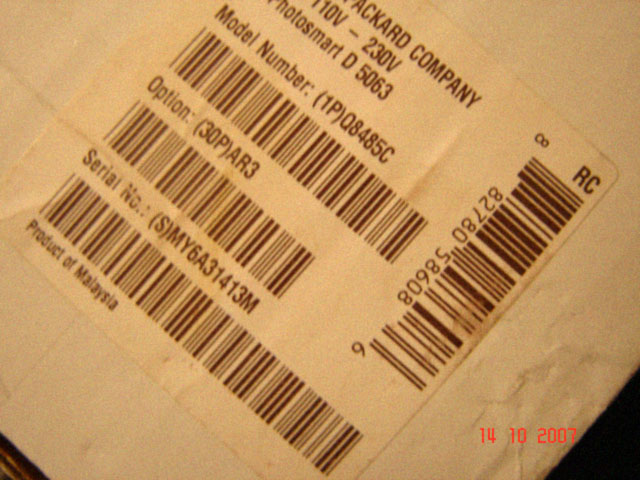 PACKARD COMPANY
110V – 230V
Photosmart D 5063
Model Number: (1P)Q8485C
Option: (30P)AR3
Serial No.: (S)MY6A31413M
Product of Malaysia
RC
8 82780 58608 6
14 10 2007